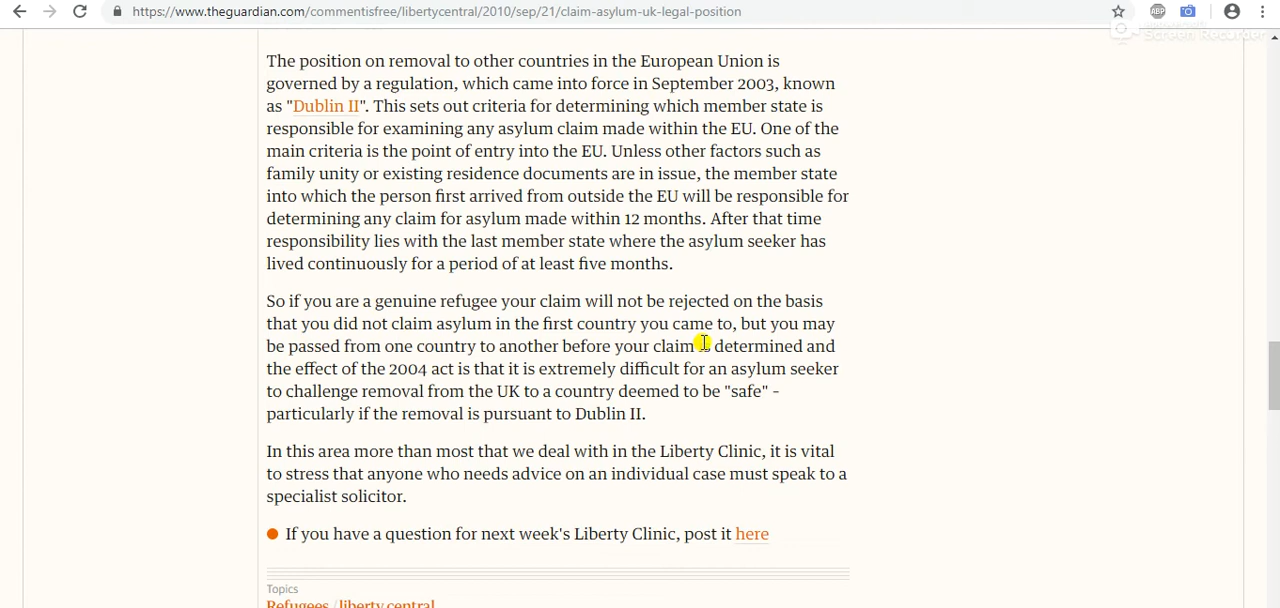 https://www.theguardian.com/commentisfree/libertycentral/2010/sep/21/claim-asylum-uk-legal-position
ABP
Screen Recorder
The position on removal to other countries in the European Union is
governed by a regulation, which came into force in September 2003, known
as "Dublin II". This sets out criteria for determining which member state is
responsible for examining any asylum claim made within the EU. One of the
main criteria is the point of entry into the EU. Unless other factors such as
family unity or existing residence documents are in issue, the member state
into which the person first arrived from outside the EU will be responsible for
determining any claim for asylum made within 12 months. After that time
responsibility lies with the last member state where the asylum seeker has
lived continuously for a period of at least five months.
So if you are a genuine refugee your claim will not be rejected on the basis
that you did not claim asylum in the first country you came to, but you may
be passed from one country to another before your claim is determined and
the effect of the 2004 act is that it is extremely difficult for an asylum seeker
to challenge removal from the UK to a country deemed to be "safe" –
particularly if the removal is pursuant to Dublin II.
In this area more than most that we deal with in the Liberty Clinic, it is vital
to stress that anyone who needs advice on an individual case must speak to a
specialist solicitor.
If you have a question for next week's Liberty Clinic, post it here
Topics
Refugees / liberty central